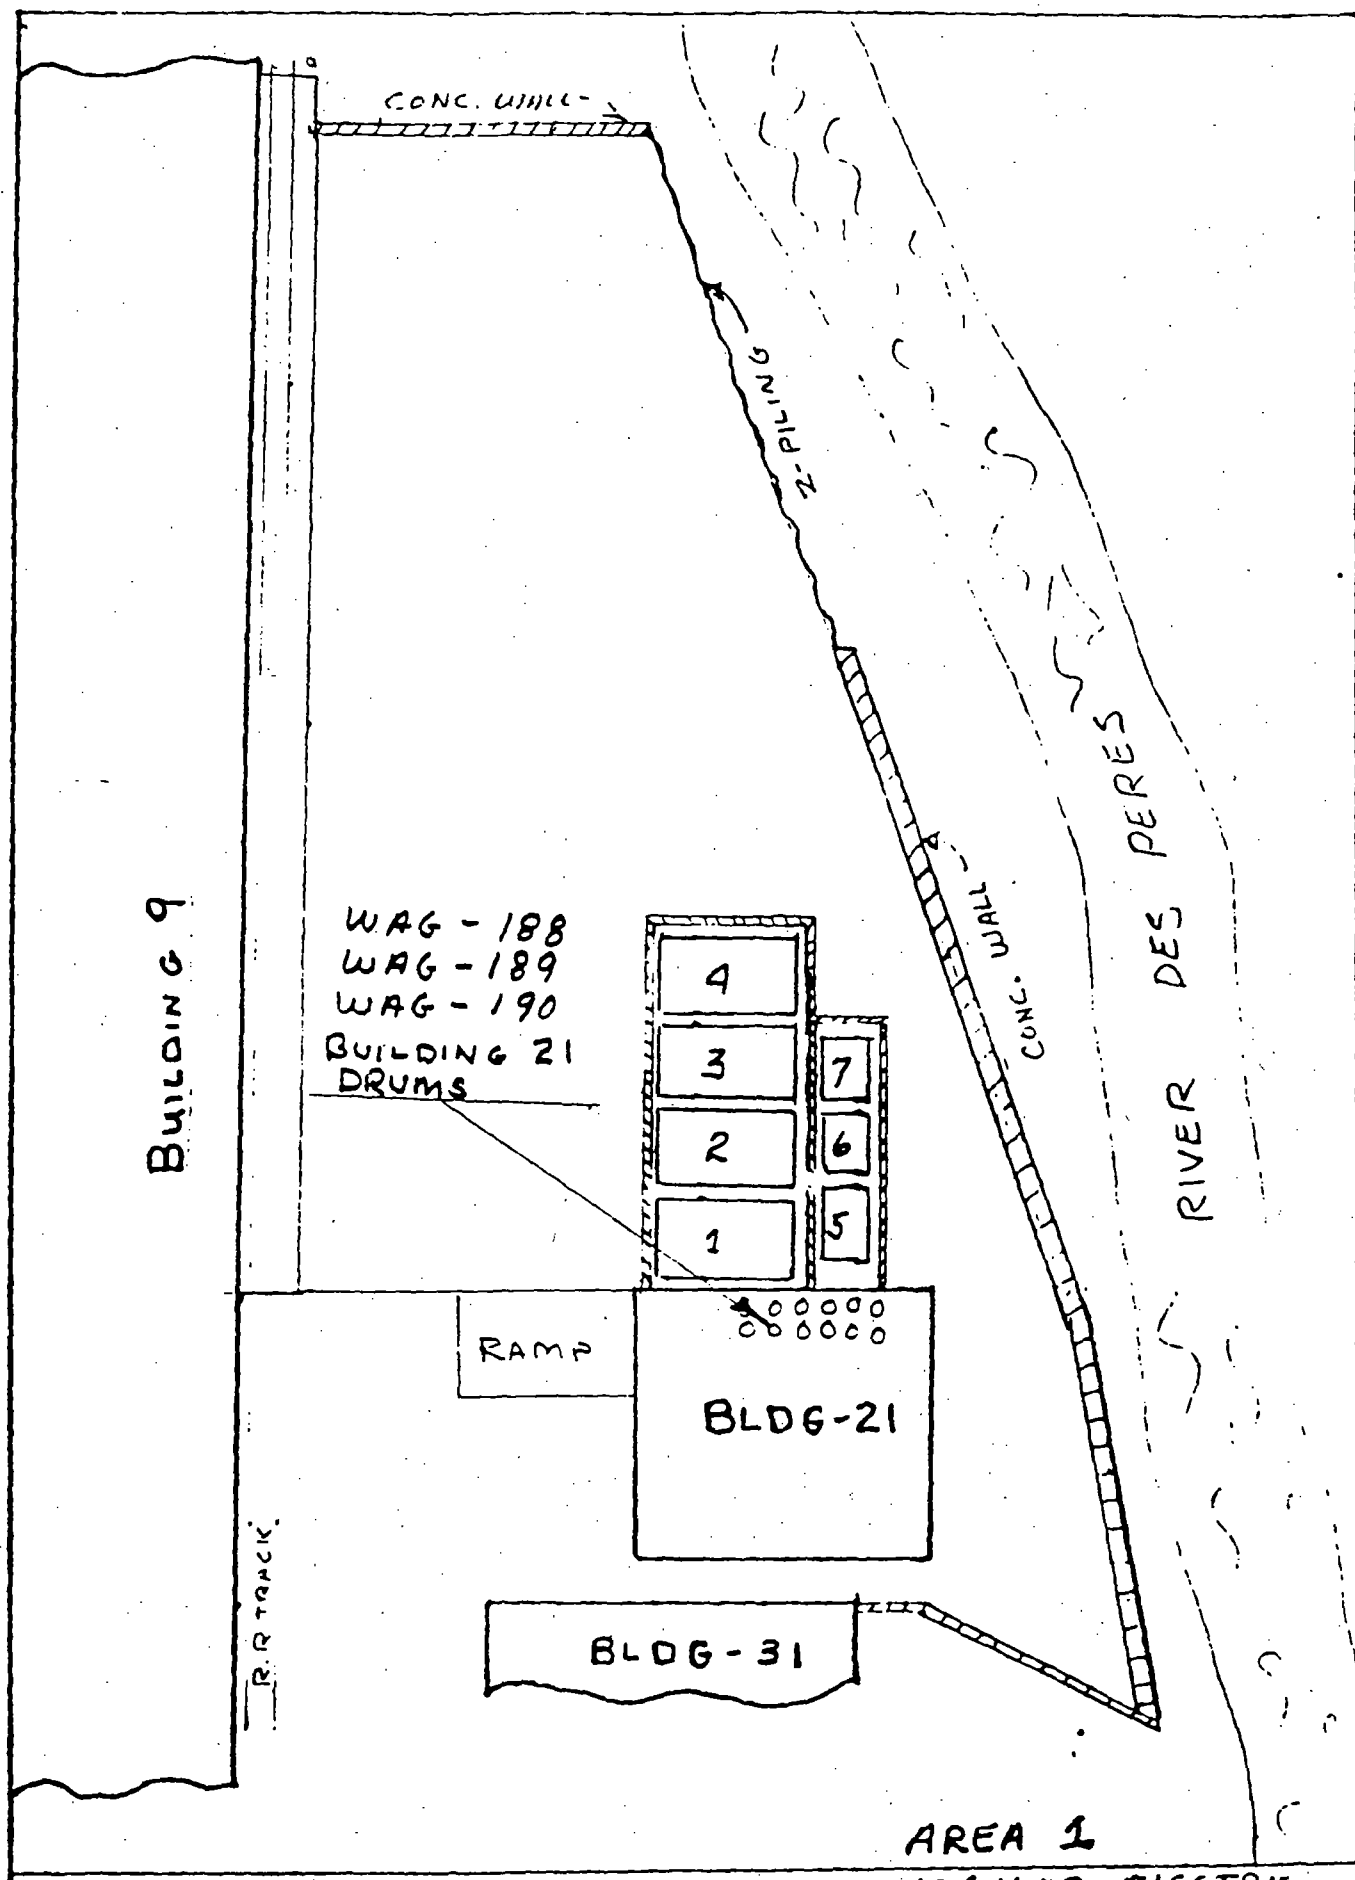 CONC. WALL
Z-PILING
CONC. WALL
RIVER DES PERES
BUILDING 9
WAG - 188
WAG - 189
WAG - 190
BUILDING 21
DRUMS
4
3
2
1
7
6
5
RAMP
BLDG-21
R.R TRACK.
BLDG-31
AREA 1